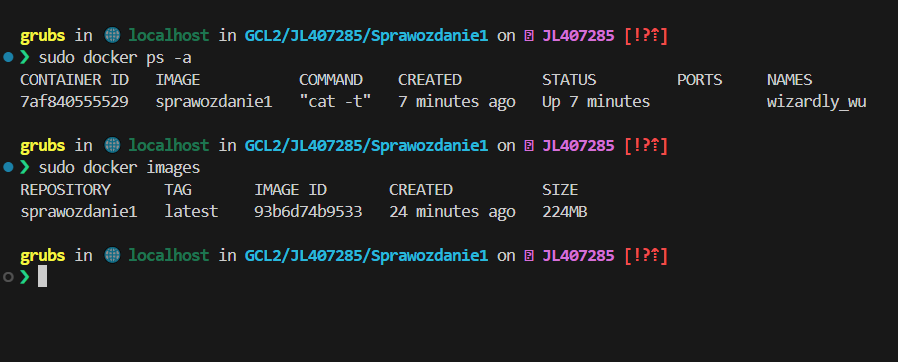 grubs in 🌐 localhost in GCL2/JL407285/Sprawozdanie1 on JL407285 [!?⇡]
❯ sudo docker ps -a
CONTAINER ID IMAGE COMMAND CREATED STATUS PORTS NAMES
7af840555529 sprawozdanie1 "cat -t" 7 minutes ago Up 7 minutes wizardly_wu
grubs in 🌐 localhost in GCL2/JL407285/Sprawozdanie1 on JL407285 [!?⇡]
❯ sudo docker images
REPOSITORY TAG IMAGE ID CREATED SIZE
sprawozdanie1 latest 93b6d74b9533 24 minutes ago 224MB
grubs in 🌐 localhost in GCL2/JL407285/Sprawozdanie1 on JL407285 [!?⇡]
❯